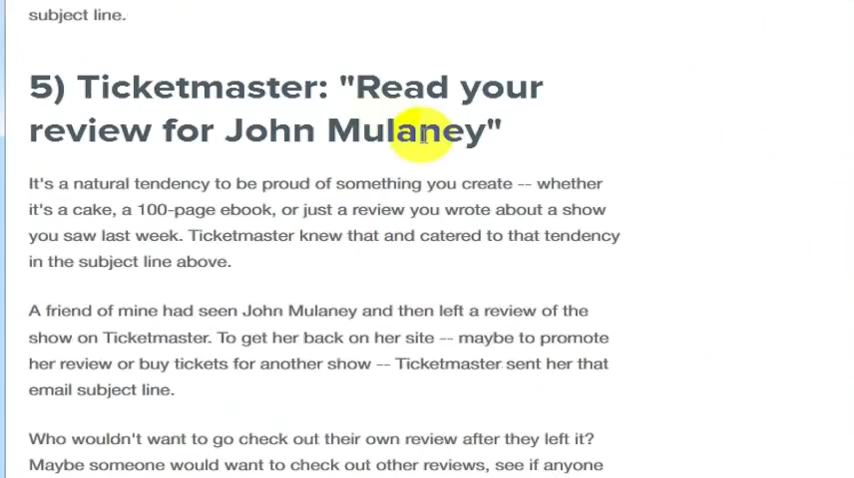 subject line.
5) Ticketmaster: "Read your
review for John Mulaney"
It's a natural tendency to be proud of something you create -- whether
it's a cake, a 100-page ebook, or just a review you wrote about a show
you saw last week. Ticketmaster knew that and catered to that tendency
in the subject line above.
A friend of mine had seen John Mulaney and then left a review of the
show on Ticketmaster. To get her back on her site -- maybe to promote
her review or buy tickets for another show -- Ticketmaster sent her that
email subject line.
Who wouldn't want to go check out their own review after they left it?
Maybe someone would want to check out other reviews, see if anyone